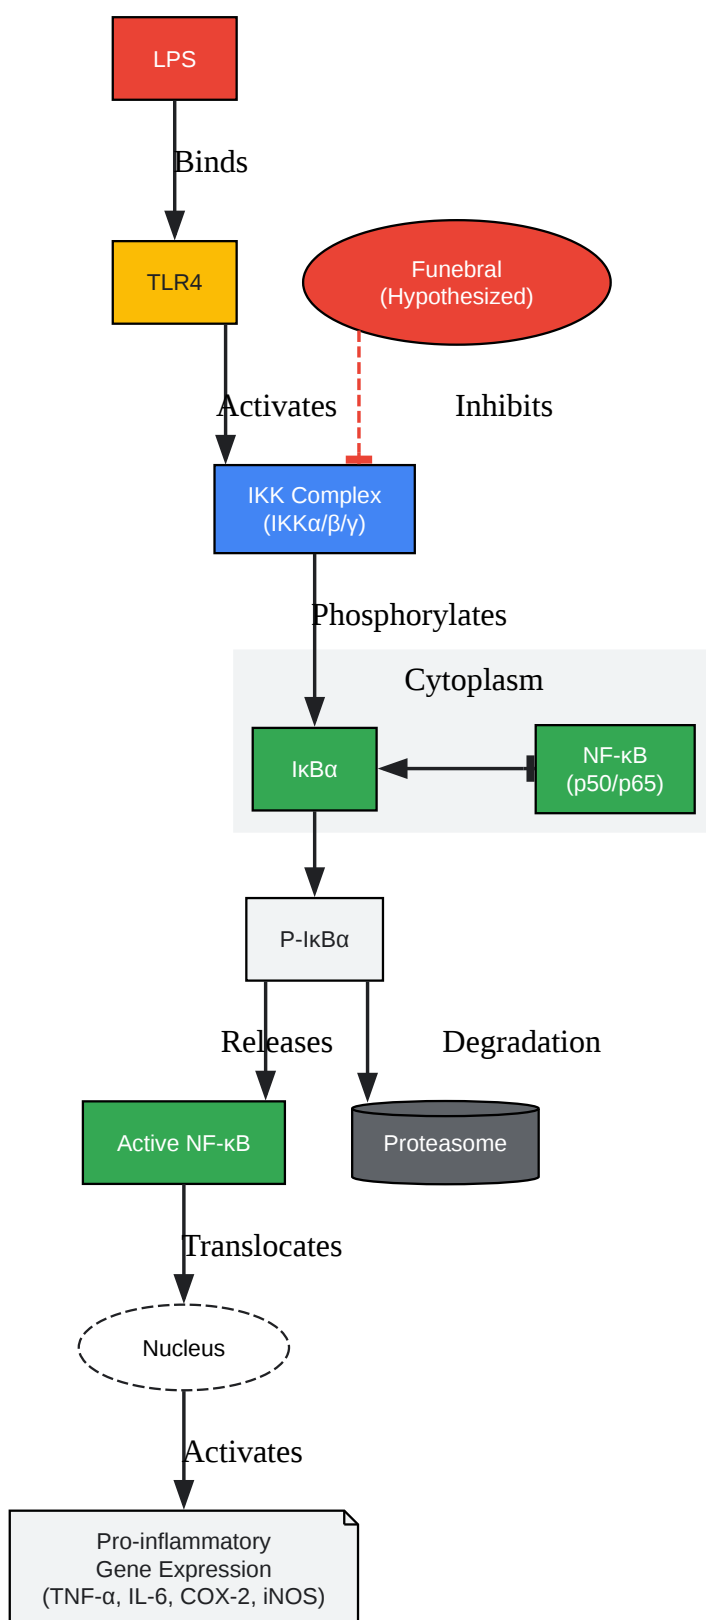 LPS
Binds
TLR4
Funebral
(Hypothesized)
Activates
Inhibits
IKK Complex
(IKKα/β/γ)
Phosphorylates
Cytoplasm
IκBα
NF-κB
(p50/p65)
P-IκBα
Releases
Degradation
Active NF-κB
Proteasome
Translocates
Nucleus
Activates
Pro-inflammatory
Gene Expression
(TNF-α, IL-6, COX-2, iNOS)